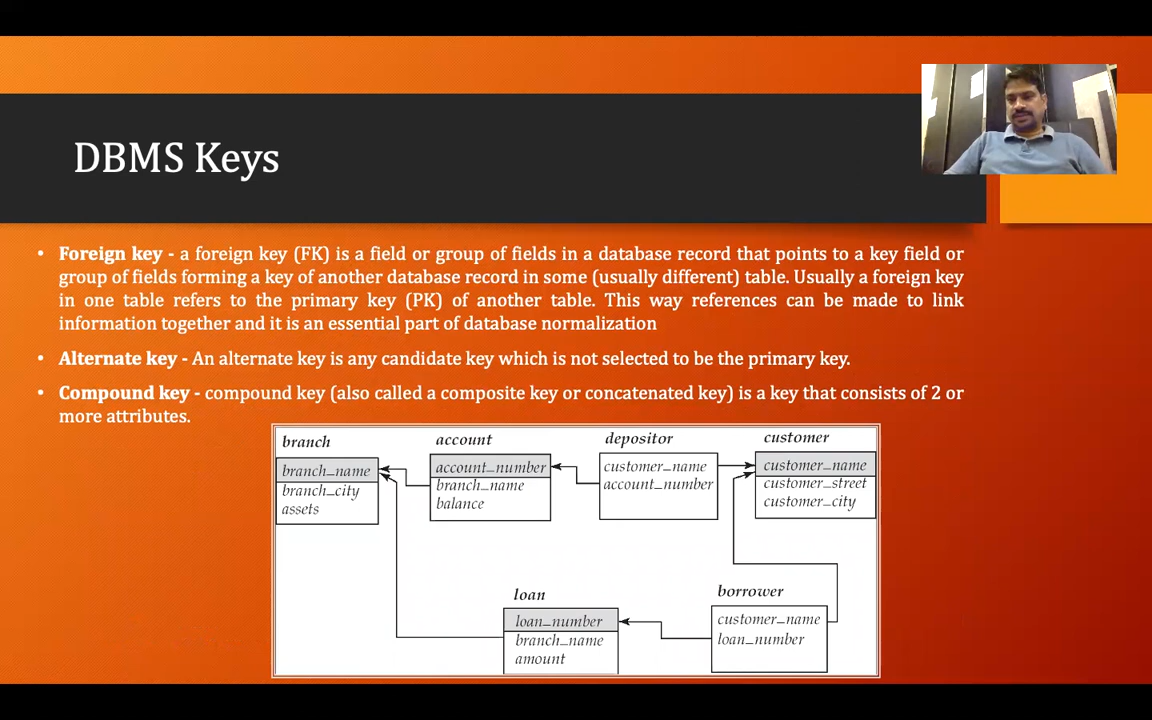 DBMS Keys
• Foreign key - a foreign key (FK) is a field or group of fields in a database record that points to a key field or
group of fields forming a key of another database record in some (usually different) table. Usually a foreign key
in one table refers to the primary key (PK) of another table. This way references can be made to link
information together and it is an essential part of database normalization
• Alternate key - An alternate key is any candidate key which is not selected to be the primary key.
• Compound key - compound key (also called a composite key or concatenated key) is a key that consists of 2 or
more attributes.
branch
branch_name
branch_city
assets
account
account_number
branch_name
balance
depositor
customer_name
account_number
customer
customer_name
customer_street
customer_city
loan
loan_number
branch_name
amount
borrower
customer_name
loan_number